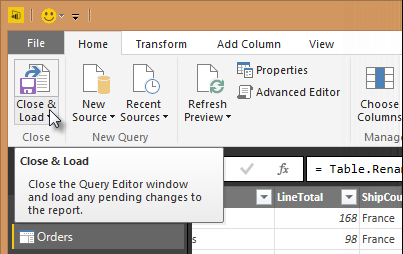 File Home Transform Add Column View
Close & Load
New Source
Recent Sources
Refresh Preview
Properties
Advanced Editor
Choose Columns
Close New Query
Close & Load
Close the Query Editor window
and load any pending changes to
the report.
fx = Table.Rena
LineTotal ShipCou
168 France
s 98 France
Orders